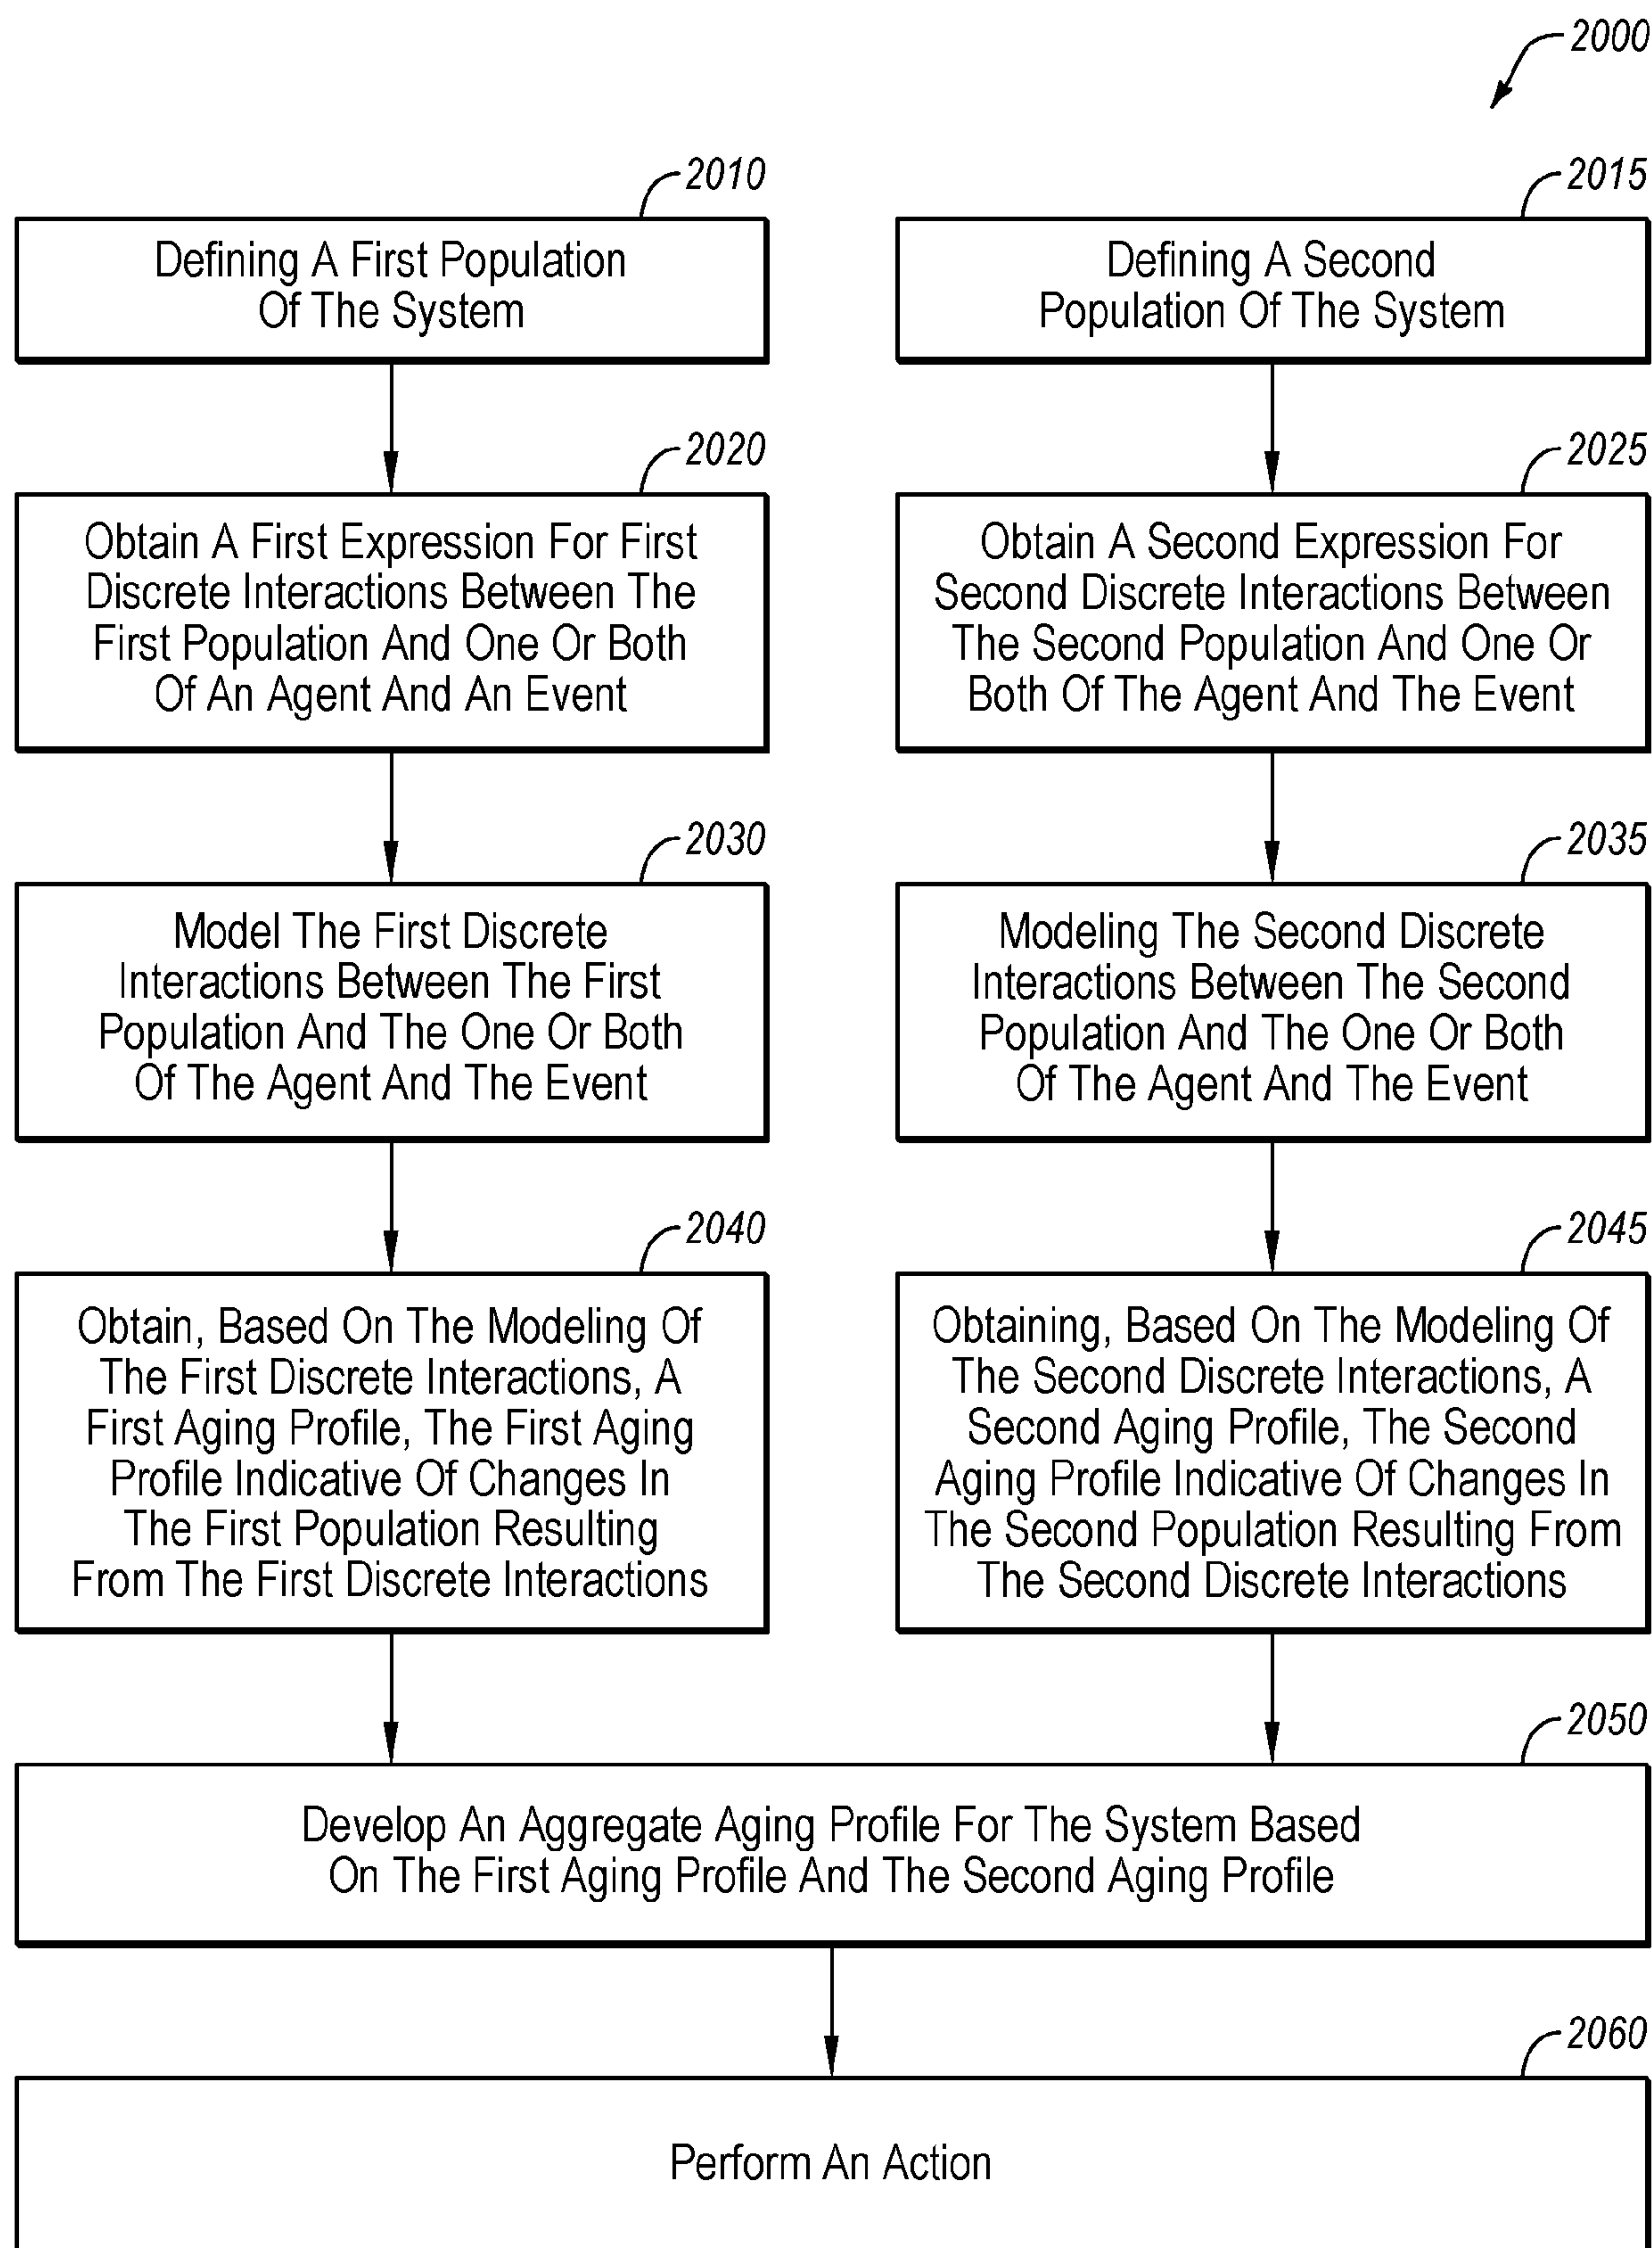 2000
2010
Defining A First Population
Of The System
2015
Defining A Second
Population Of The System
2020
Obtain A First Expression For First
Discrete Interactions Between The
First Population And One Or Both
Of An Agent And An Event
2025
Obtain A Second Expression For
Second Discrete Interactions Between
The Second Population And One Or
Both Of The Agent And The Event
2030
Model The First Discrete
Interactions Between The First
Population And The One Or Both
Of The Agent And The Event
2035
Modeling The Second Discrete
Interactions Between The Second
Population And The One Or Both
Of The Agent And The Event
2040
Obtain, Based On The Modeling Of
The First Discrete Interactions, A
First Aging Profile, The First Aging
Profile Indicative Of Changes In
The First Population Resulting
From The First Discrete Interactions
2045
Obtaining, Based On The Modeling Of
The Second Discrete Interactions, A
Second Aging Profile, The Second
Aging Profile Indicative Of Changes In
The Second Population Resulting From
The Second Discrete Interactions
2050
Develop An Aggregate Aging Profile For The System Based
On The First Aging Profile And The Second Aging Profile
2060
Perform An Action